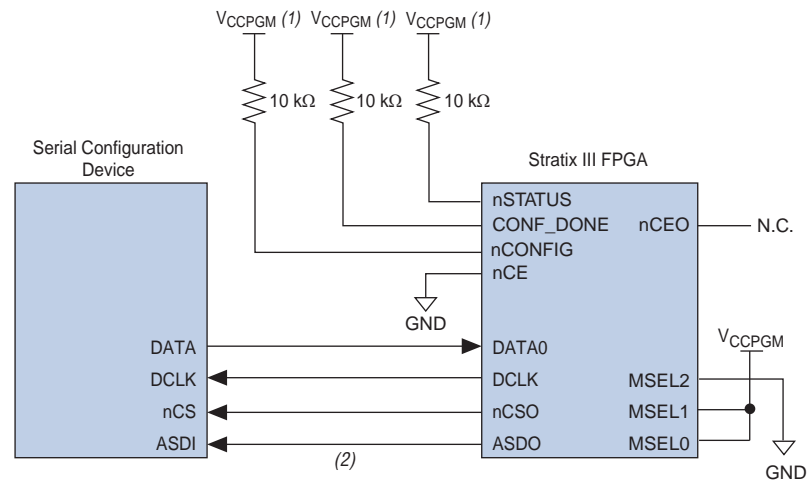 VCCPGM (1) VCCPGM (1) VCCPGM (1)
10 kΩ 10 kΩ 10 kΩ
Serial Configuration
Device
Stratix III FPGA
nSTATUS
CONF_DONE nCEO N.C.
nCONFIG
nCE
GND
VCCPGM
DATA DATA0
DCLK DCLK MSEL2
nCS nCSO MSEL1
ASDI ASDO MSEL0
(2)
GND